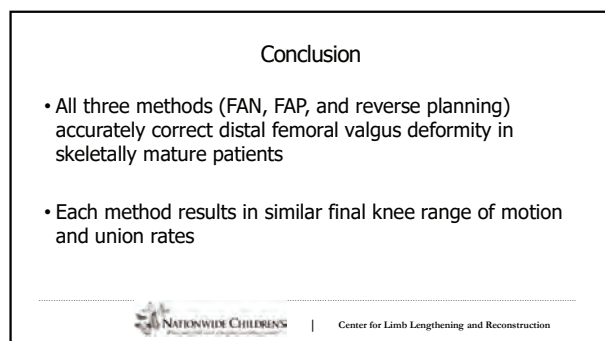 Conclusion
• All three methods (FAN, FAP, and reverse planning)
accurately correct distal femoral valgus deformity in
skeletally mature patients
• Each method results in similar final knee range of motion
and union rates
NATIONWIDE CHILDREN'S | Center for Limb Lengthening and Reconstruction